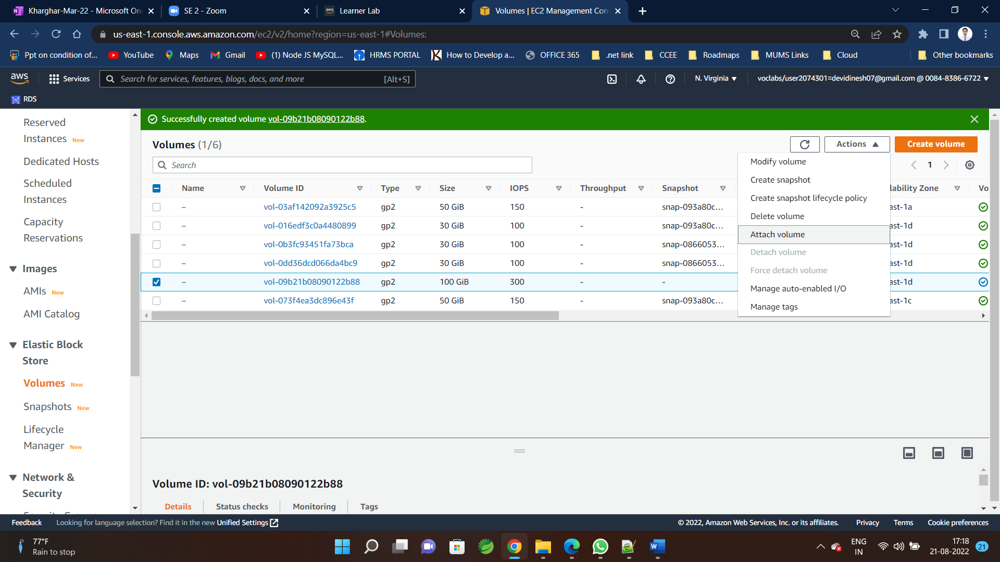 Kharghar-Mar-22 - Microsoft On
SE 2 - Zoom
Learner Lab
Volumes | EC2 Management Con
us-east-1.console.aws.amazon.com/ec2/v2/home?region=us-east-1#Volumes:
Ppt on condition of... YouTube Maps Gmail (1) Node JS MySQL... HRMS PORTAL How to Develop a... OFFICE 365 .net link CCEE Roadmaps MUMS Links Cloud Other bookmarks
aws Services Search for services, features, blogs, docs, and more [Alt+S] N. Virginia voclabs/user2074301=devidinesh07@gmail.com @ 0084-8386-6722
RDS
Reserved
Instances New
Dedicated Hosts
Scheduled
Instances
Capacity
Reservations
Images
AMIs New
AMI Catalog
Elastic Block
Store
Volumes New
Snapshots New
Lifecycle
Manager New
Network &
Security
Successfully created volume vol-09b21b08090122b88.
Volumes (1/6)
Actions
Create volume
Search
1
Modify volume
Create snapshot
Create snapshot lifecycle policy
Delete volume
Attach volume
Detach volume
Force detach volume
Manage auto-enabled I/O
Manage tags
Name Volume ID Type Size IOPS Throughput Snapshot lability Zone Vo
– vol-03af142092a3925c5 gp2 50 GiB 150 - snap-093a80c... ast-1a
– vol-016edf3c0a4480899 gp2 30 GiB 100 - snap-093a80c... ast-1d
– vol-0b3fc93451fa73bca gp2 30 GiB 100 - snap-0866053... ast-1d
– vol-0dd36dcd066da4bc9 gp2 30 GiB 100 - snap-0866053... ast-1d
– vol-09b21b08090122b88 gp2 100 GiB 300 - - ast-1d
– vol-073f4ea3dc896e43f gp2 50 GiB 150 - snap-093a80c... ast-1c
Volume ID: vol-09b21b08090122b88
Details Status checks Monitoring Tags
Feedback Looking for language selection? Find it in the new Unified Settings © 2022, Amazon Web Services, Inc. or its affiliates. Privacy Terms Cookie preferences
77°F
Rain to stop
ENG
IN
17:18
21-08-2022
21